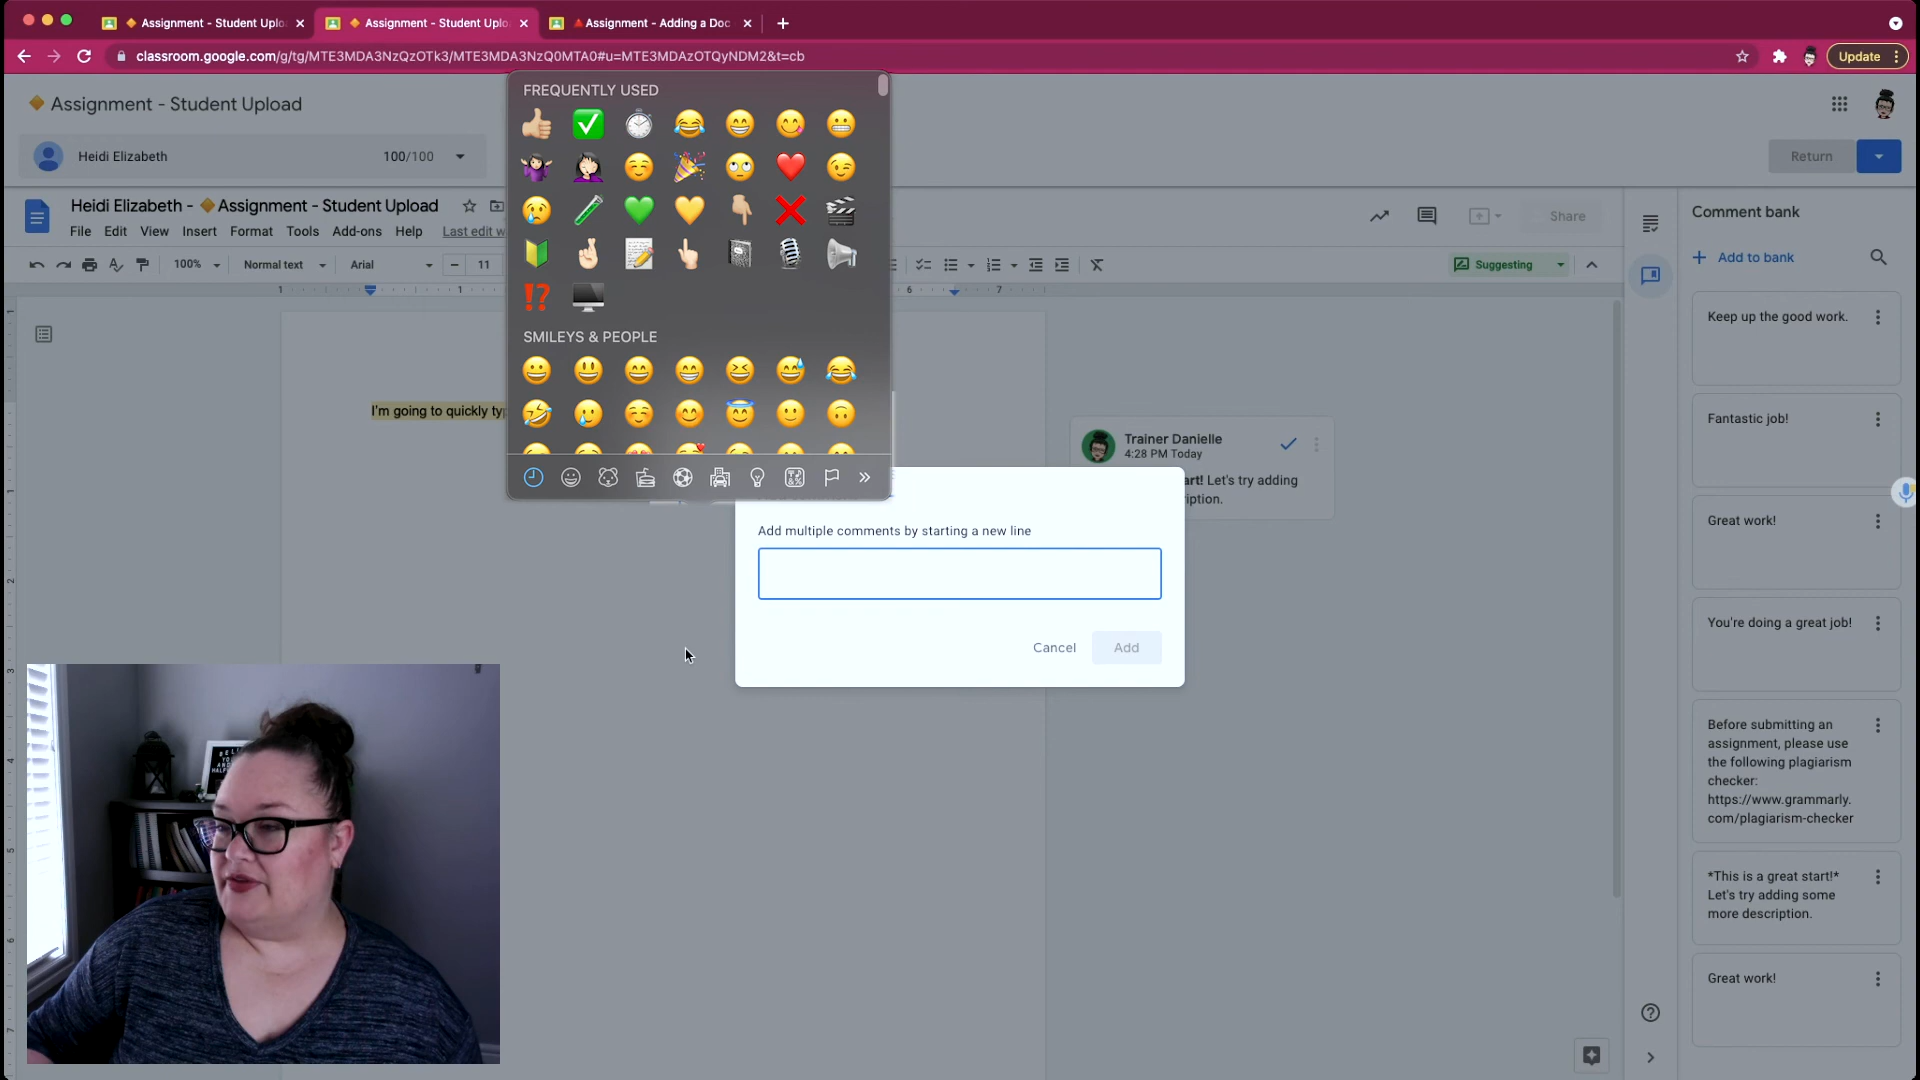 Assignment - Student Uplo
Assignment - Student Uplo
Assignment - Adding a Doc
classroom.google.com/g/tg/MTE3MDA3NzQzOTk3/MTE3MDA3NzQ0MTA0#u=MTE3MDAzOTQyNDM2&t=cb
Update
Assignment - Student Upload
Heidi Elizabeth
100/100
Return
Heidi Elizabeth - Assignment - Student Upload
File Edit View Insert Format Tools Add-ons Help Last edit w
Share
100% Normal text Arial 11
Suggesting
FREQUENTLY USED
SMILEYS & PEOPLE
I'm going to quickly typ
Trainer Danielle
4:28 PM Today
art! Let's try adding
iption.
Add multiple comments by starting a new line
Cancel
Add
Comment bank
Add to bank
Keep up the good work.
Fantastic job!
Great work!
You're doing a great job!
Before submitting an
assignment, please use
the following plagiarism
checker:
https://www.grammarly.
com/plagiarism-checker
*This is a great start!*
Let's try adding some
more description.
Great work!